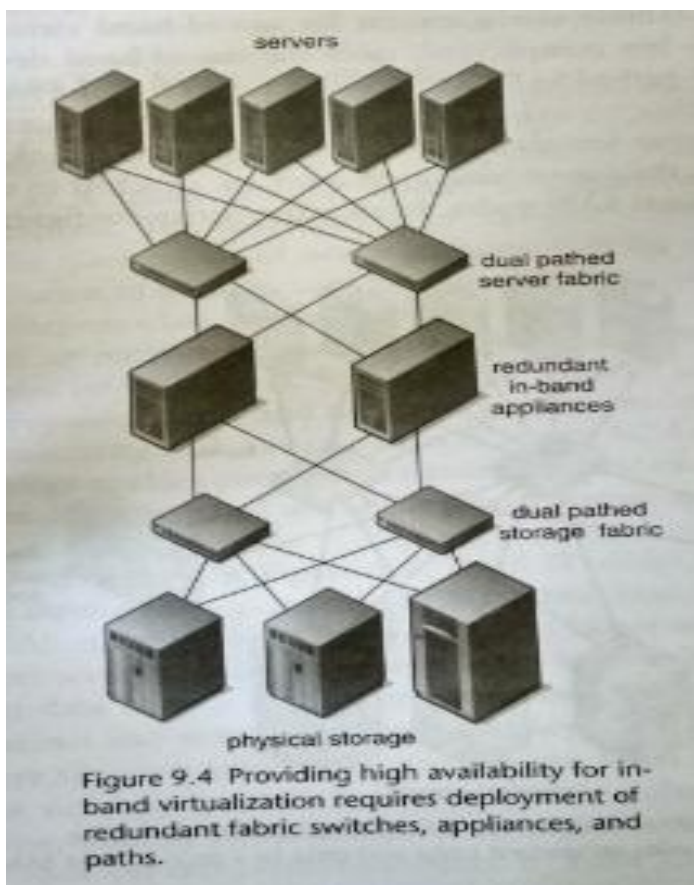 servers
dual pathed
server fabric
redundant
in-band
appliances
dual pathed
storage fabric
physical storage
Figure 9.4 Providing high availability for in-
band virtualization requires deployment of
redundant fabric switches, appliances, and
paths.